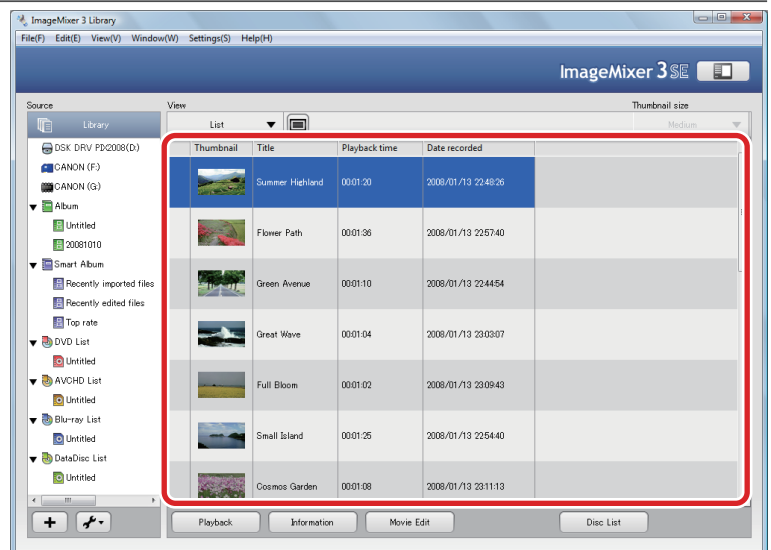 ImageMixer 3 Library
File(F) Edit(E) View(V) Window(W) Settings(S) Help(H)
ImageMixer 3 SE
Source
Library
DSK DRV PD2008(D:)
CANON (F:)
CANON (G:)
Album
Untitled
20081010
Smart Album
Recently imported files
Recently edited files
Top rate
DVD List
Untitled
AVCHD List
Untitled
Blu-ray List
Untitled
DataDisc List
Untitled
View Thumbnail size
List Medium
Thumbnail Title Playback time Date recorded
Summer Highland 00:01:20 2008/01/13 22:48:26
Flower Path 00:01:36 2008/01/13 22:57:40
Green Avenue 00:01:10 2008/01/13 22:44:54
Great Wave 00:01:04 2008/01/13 23:03:07
Full Bloom 00:01:02 2008/01/13 23:09:43
Small Island 00:01:25 2008/01/13 22:54:40
Cosmos Garden 00:01:08 2008/01/13 23:11:13
Playback Information Movie Edit Disc List